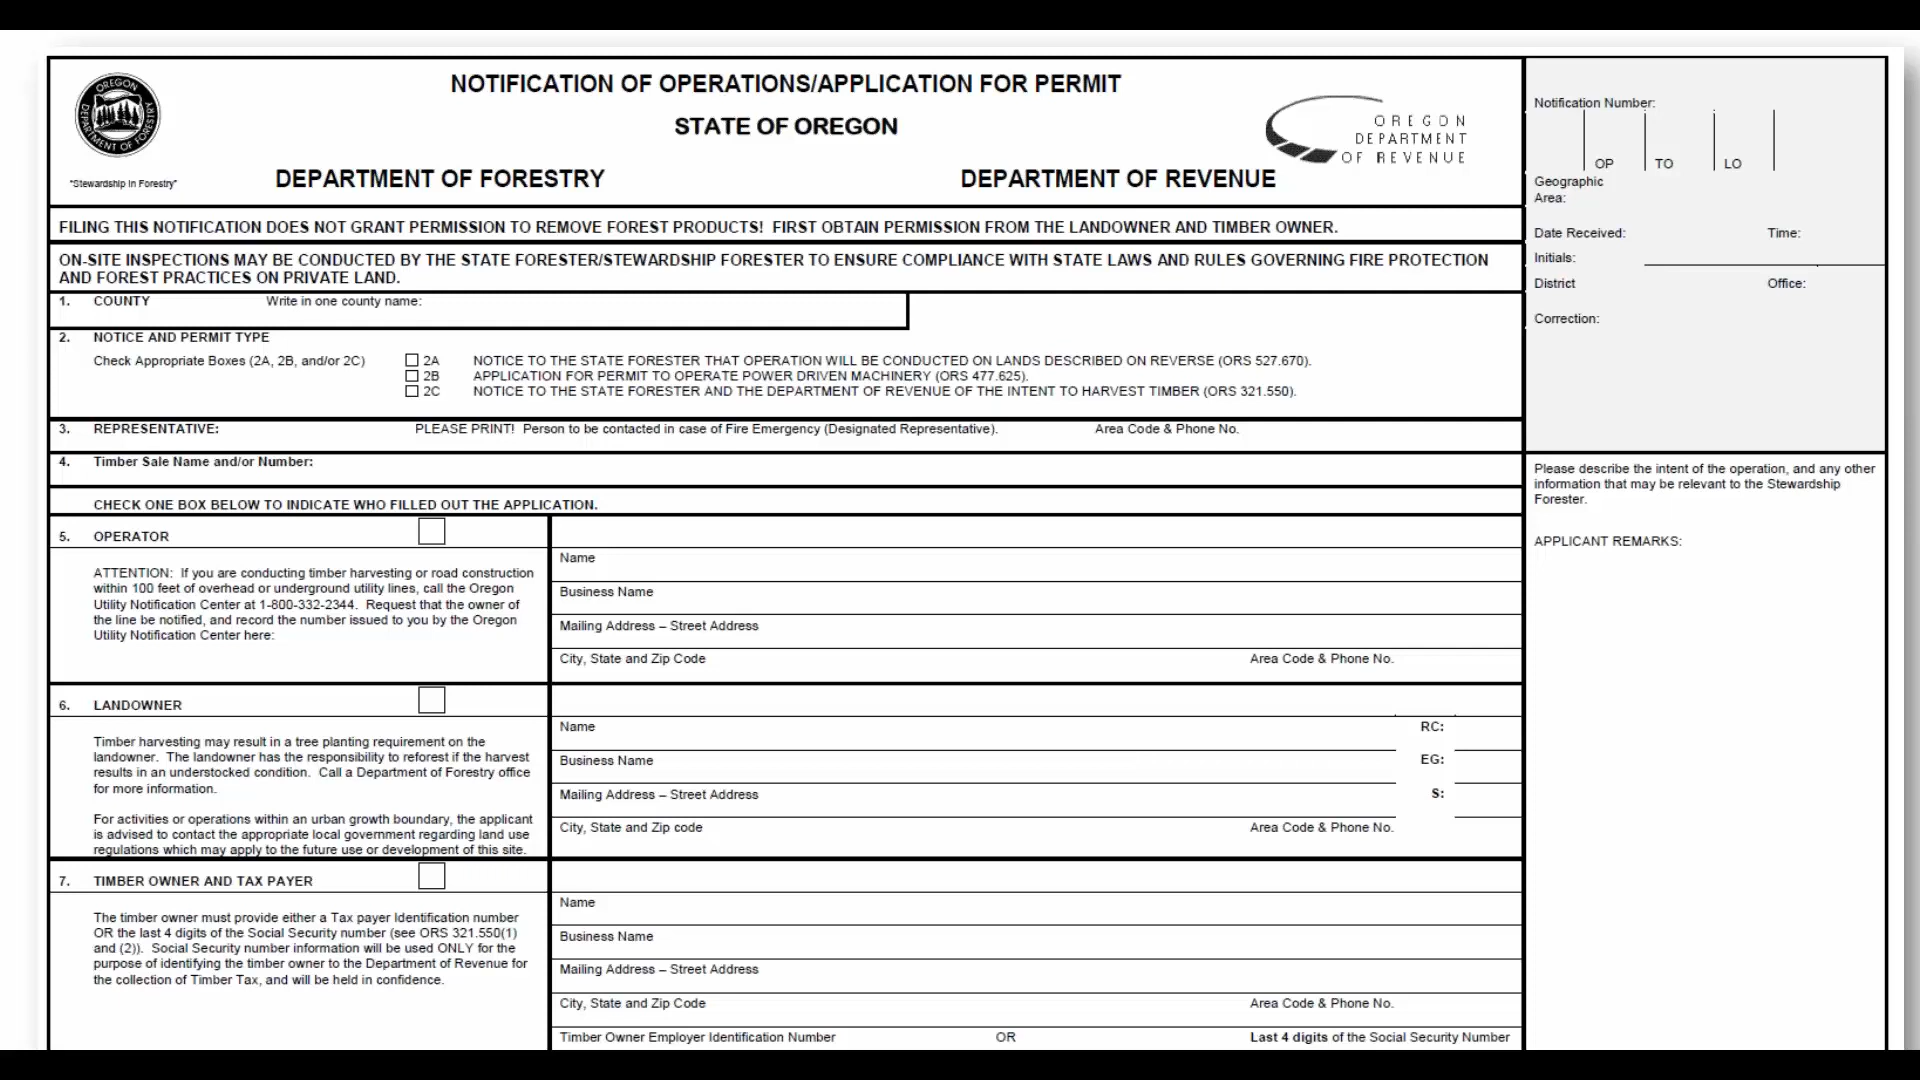 OREGON
DEPARTMENT OF FORESTRY
"Stewardship in Forestry"
NOTIFICATION OF OPERATIONS/APPLICATION FOR PERMIT
STATE OF OREGON
DEPARTMENT OF FORESTRY
DEPARTMENT OF REVENUE
OREGON
DEPARTMENT
OF REVENUE
FILING THIS NOTIFICATION DOES NOT GRANT PERMISSION TO REMOVE FOREST PRODUCTS! FIRST OBTAIN PERMISSION FROM THE LANDOWNER AND TIMBER OWNER.
ON-SITE INSPECTIONS MAY BE CONDUCTED BY THE STATE FORESTER/STEWARDSHIP FORESTER TO ENSURE COMPLIANCE WITH STATE LAWS AND RULES GOVERNING FIRE PROTECTION
AND FOREST PRACTICES ON PRIVATE LAND.
1. COUNTY Write in one county name:
2. NOTICE AND PERMIT TYPE
Check Appropriate Boxes (2A, 2B, and/or 2C)
2A NOTICE TO THE STATE FORESTER THAT OPERATION WILL BE CONDUCTED ON LANDS DESCRIBED ON REVERSE (ORS 527.670).
2B APPLICATION FOR PERMIT TO OPERATE POWER DRIVEN MACHINERY (ORS 477.625).
2C NOTICE TO THE STATE FORESTER AND THE DEPARTMENT OF REVENUE OF THE INTENT TO HARVEST TIMBER (ORS 321.550).
3. REPRESENTATIVE: PLEASE PRINT! Person to be contacted in case of Fire Emergency (Designated Representative). Area Code & Phone No.
4. Timber Sale Name and/or Number:
CHECK ONE BOX BELOW TO INDICATE WHO FILLED OUT THE APPLICATION.
5. OPERATOR
ATTENTION: If you are conducting timber harvesting or road construction
within 100 feet of overhead or underground utility lines, call the Oregon
Utility Notification Center at 1-800-332-2344. Request that the owner of
the line be notified, and record the number issued to you by the Oregon
Utility Notification Center here:
Name
Business Name
Mailing Address – Street Address
City, State and Zip Code Area Code & Phone No.
6. LANDOWNER
Timber harvesting may result in a tree planting requirement on the
landowner. The landowner has the responsibility to reforest if the harvest
results in an understocked condition. Call a Department of Forestry office
for more information.
For activities or operations within an urban growth boundary, the applicant
is advised to contact the appropriate local government regarding land use
regulations which may apply to the future use or development of this site.
Name RC:
Business Name EG:
Mailing Address – Street Address S:
City, State and Zip code Area Code & Phone No.
7. TIMBER OWNER AND TAX PAYER
The timber owner must provide either a Tax payer Identification number
OR the last 4 digits of the Social Security number (see ORS 321.550(1)
and (2)). Social Security number information will be used ONLY for the
purpose of identifying the timber owner to the Department of Revenue for
the collection of Timber Tax, and will be held in confidence.
Name
Business Name
Mailing Address – Street Address
City, State and Zip Code Area Code & Phone No.
Timber Owner Employer Identification Number OR Last 4 digits of the Social Security Number
Notification Number:
OP TO LO
Geographic
Area:
Date Received: Time:
Initials:
District Office:
Correction:
Please describe the intent of the operation, and any other
information that may be relevant to the Stewardship
Forester.
APPLICANT REMARKS: